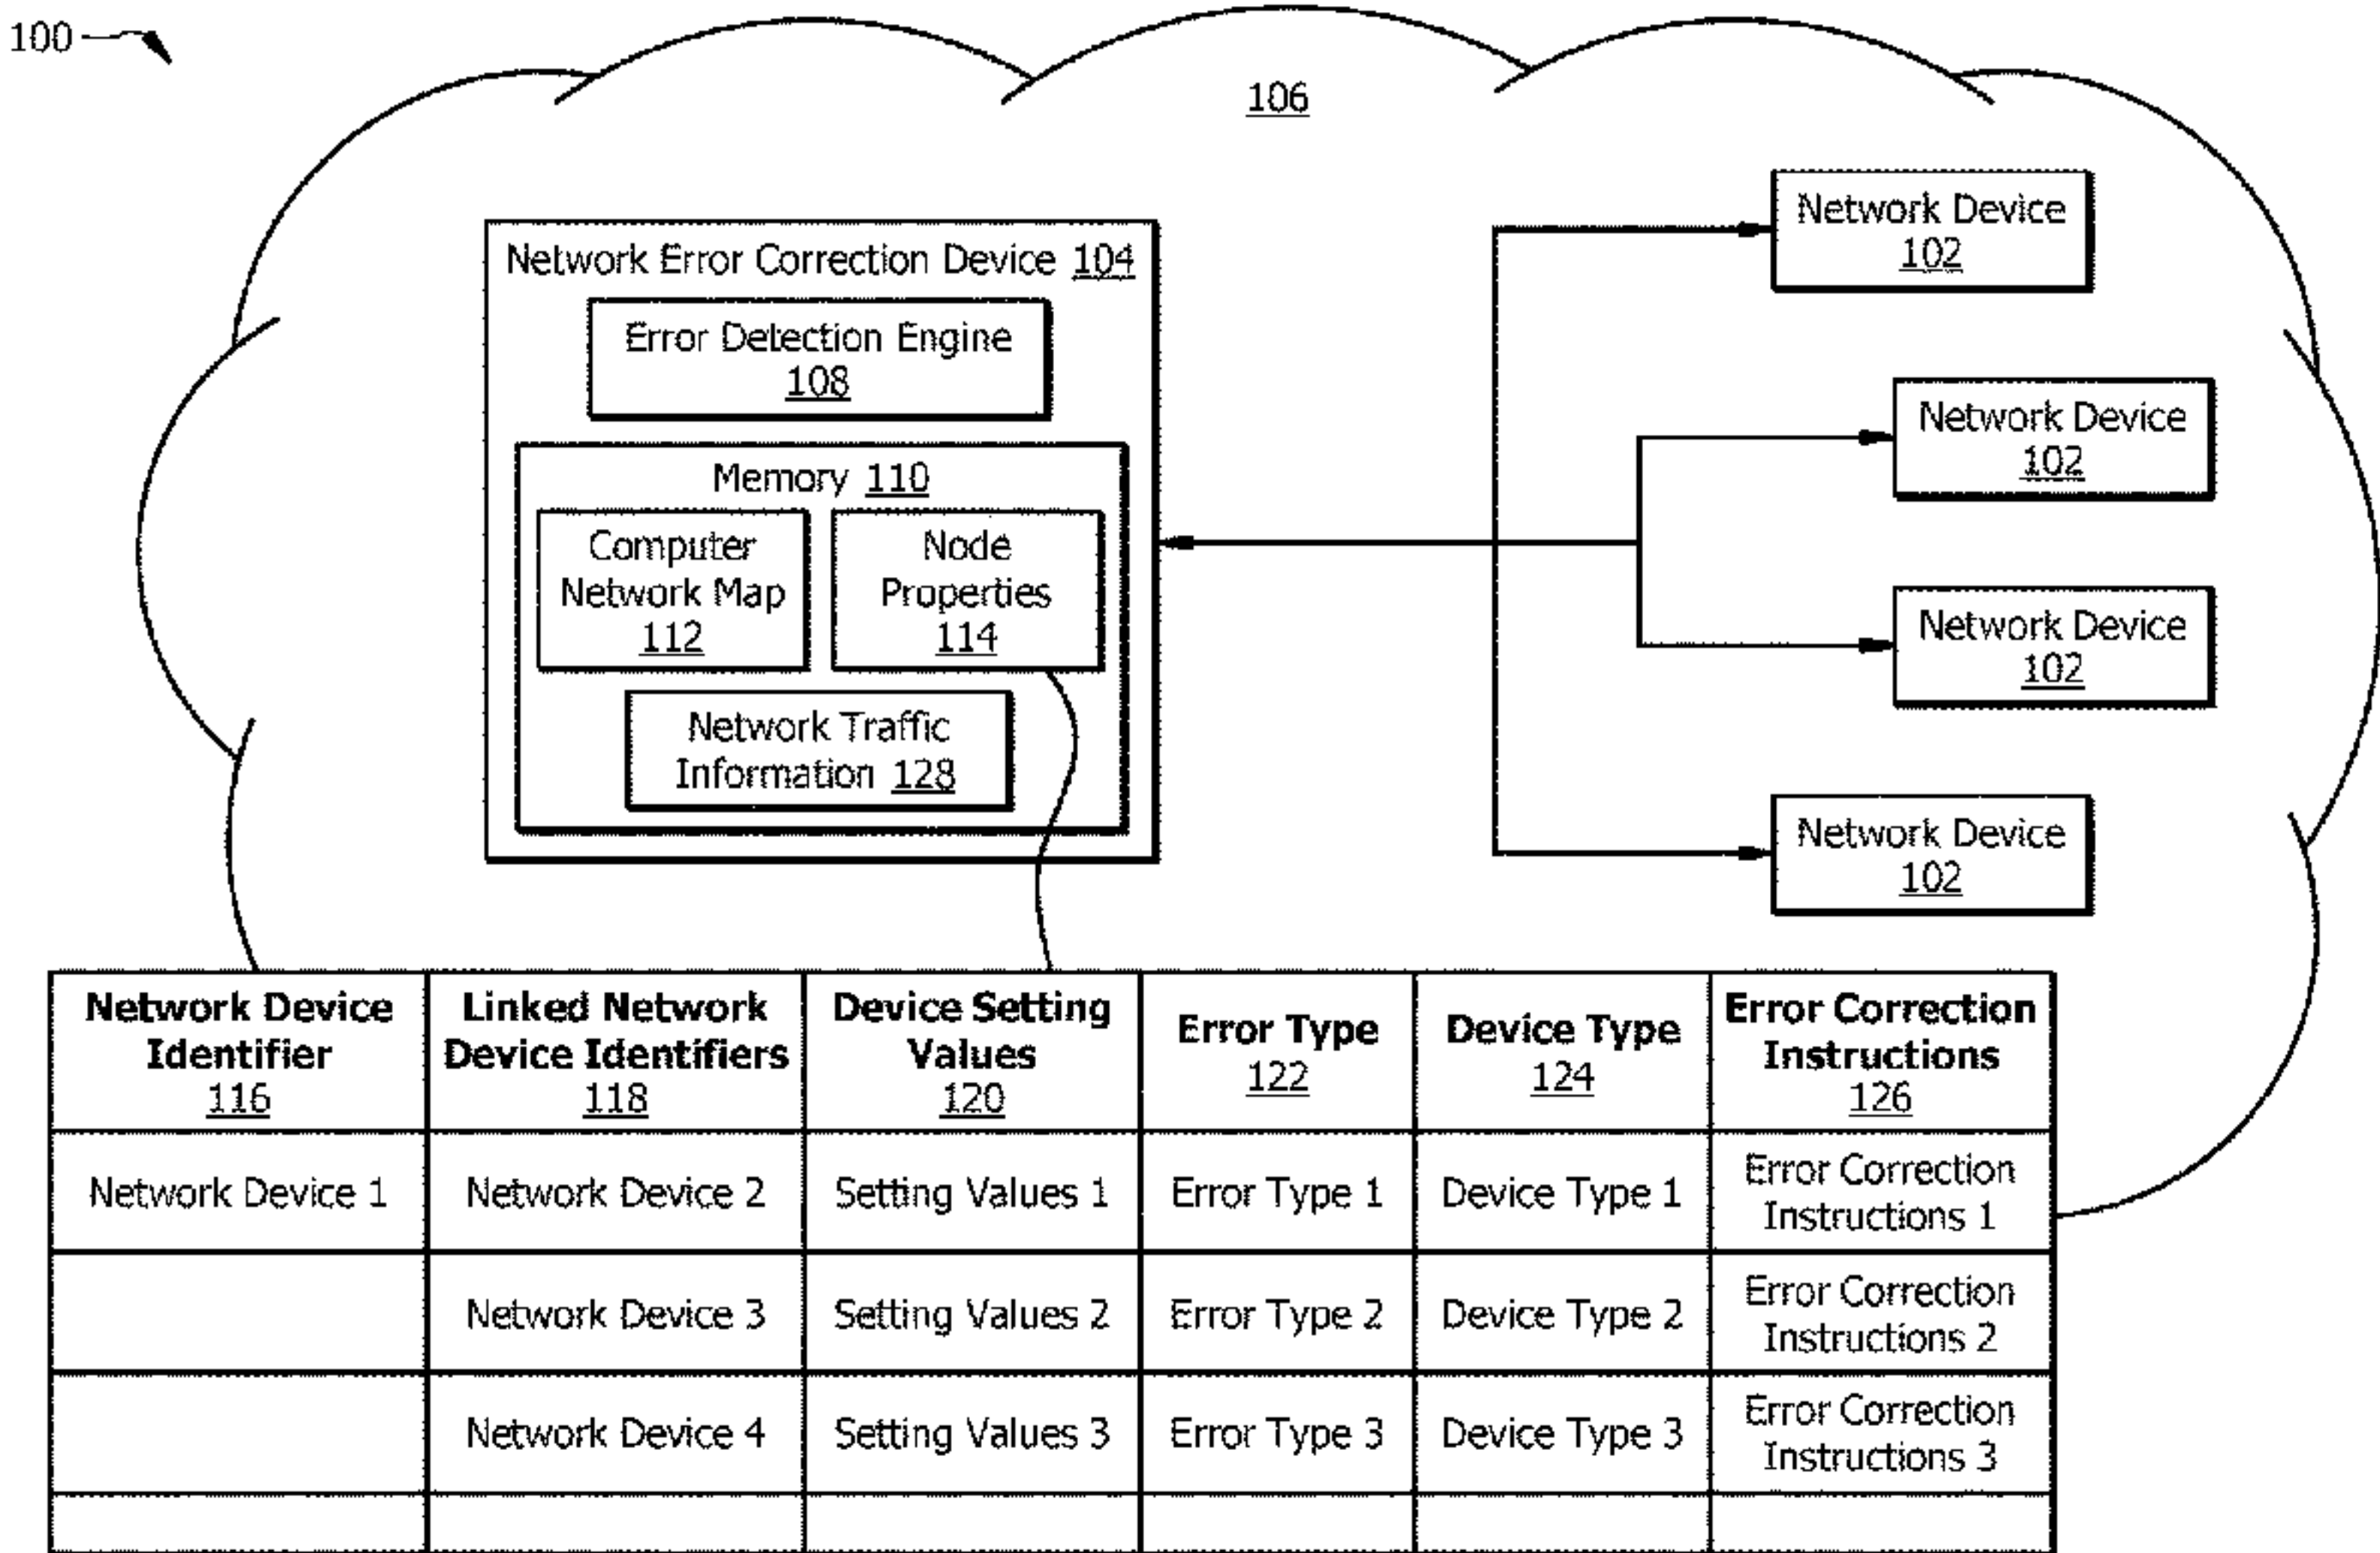 100
106
Network Error Correction Device 104
Error Detection Engine
108
Memory 110
Computer
Network Map
112
Node
Properties
114
Network Traffic
Information 128
Network Device
102
Network Device
102
Network Device
102
Network Device
102
Network Device
Identifier
116
Linked Network
Device Identifiers
118
Device Setting
Values
120
Error Type
122
Device Type
124
Error Correction
Instructions
126
Network Device 1
Network Device 2
Setting Values 1
Error Type 1
Device Type 1
Error Correction
Instructions 1
Network Device 3
Setting Values 2
Error Type 2
Device Type 2
Error Correction
Instructions 2
Network Device 4
Setting Values 3
Error Type 3
Device Type 3
Error Correction
Instructions 3